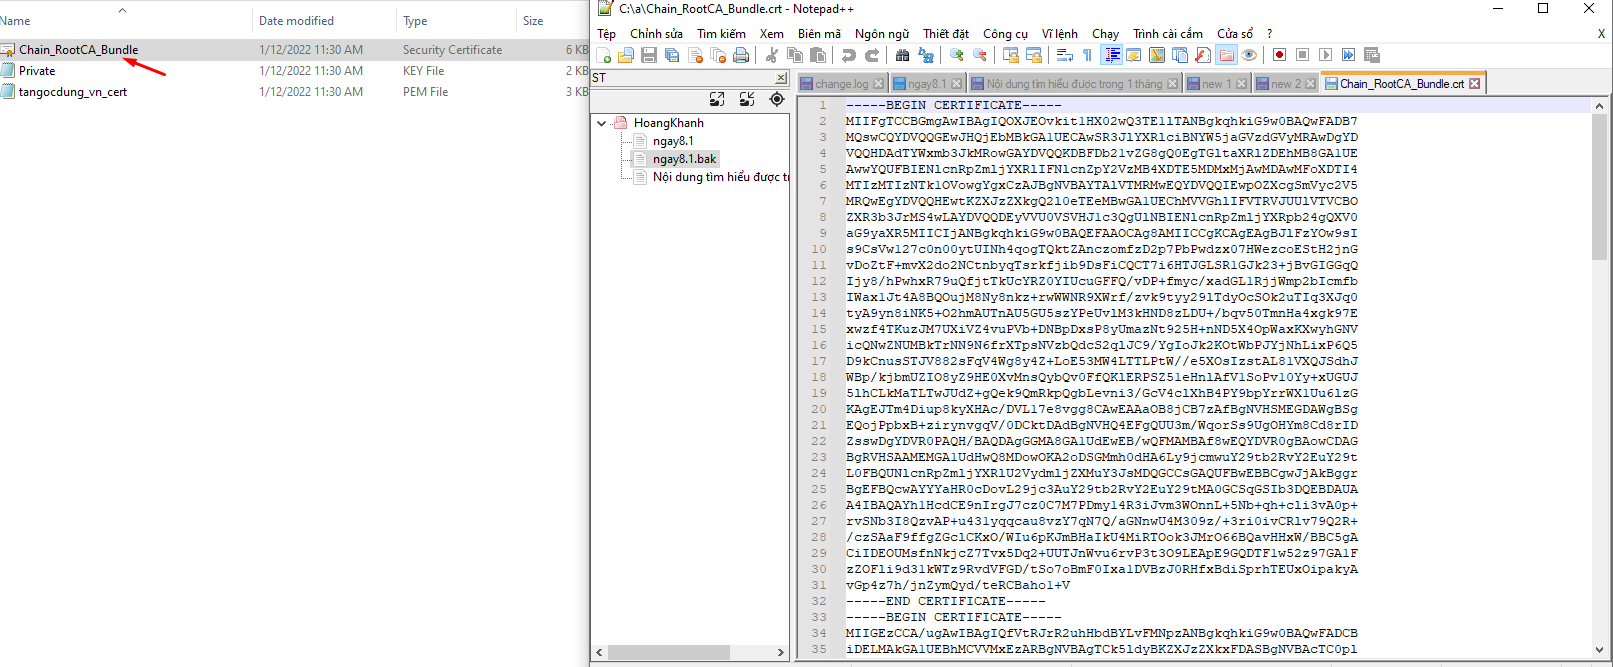 Name
Date modified
Type
Size
Chain_RootCA_Bundle 1/12/2022 11:30 AM Security Certificate 6 KB
Private 1/12/2022 11:30 AM KEY File 2 KB
tangocdung_vn_cert 1/12/2022 11:30 AM PEM File 3 KB
C:\a\Chain_RootCA_Bundle.crt - Notepad++
Tệp Chỉnh sửa Tìm kiếm Xem Biên mã Ngôn ngữ Thiết đặt Công cụ Vĩ lệnh Chạy Trình cài cắm Cửa sổ ? X
ST
HoangKhanh
ngay8.1
ngay8.1.bak
Nội dung tìm hiểu được tr
change.log ngay8.1 Nội dung tìm hiểu được trong 1 tháng new 1 new 2 Chain_RootCA_Bundle.crt
1 -----BEGIN CERTIFICATE-----
2 MIIFgTCCBGmgAwIBAgIQOXJEOvkit1HX02wQ3TE1lTANBgkqhkiG9w0BAQwFADB7
3 MQswCQYDVQQGEwJHQjEbMBkGA1UECAwSR3JlYXRlciBNYW5jaGVzdGVyMRAwDgYD
4 VQQHDAdTYWxmb3JkMRowGAYDVQQKDBFDb21vZG8gQ0EgTGltaXRlZDEhMB8GA1UE
5 AwwYQUFBIENlcnRpZmljYXRlIFNlcnZpY2VzMB4XDTE5MDMxMjAwMDAwMFoXDTI4
6 MTIzMTIzNTk1OVowgYgxCzAJBgNVBAYTAlVTMRMwEQYDVQQIEwpOZXcgSmVyc2V5
7 MRQwEgYDVQQHEwtKZXJzZXkgQ2l0eTEeMBwGA1UEChMVVGhlIFVTRVJUUlVTVCBO
8 ZXR3b3JrMS4wLAYDVQQDEyVVU0VSVHJ1c3QgUlNBIENlcnRpZmljYXRpb24gQXV0
9 aG9yaXR5MIICIjANBgkqhkiG9w0BAQEFAAOCAg8AMIICCgKCAgEAgBJlFzYOw9sI
10 s9CsVw127c0n00ytUINh4qogTQktZAnczomfzD2p7PbPwdzx07HWezcoEStH2jnG
11 vDoZtF+mvX2do2NCtnbyqTsrkfjib9DsFiCQCT7i6HTJGLSR1GJk23+jBvGIGGqQ
12 Ijy8/hPwhxR79uQfjtTkUcYRZ0YIUcuGFFQ/vDP+fmyc/xadGL1RjjWmp2bIcmfb
13 IWax1Jt4A8BQOujM8Ny8nkz+rwWWNR9XWrf/zvk9tyy29lTdyOcSOk2uTIq3XJq0
14 tyA9yn8iNK5+O2hmAUTnAU5GU5szYPeUvlM3kHND8zLDU+/bqv50TmnHa4xgk97E
15 xwzf4TKuzJM7UXiVZ4vuPVb+DNBpDxsP8yUmazNt925H+nND5X4OpWaxKXwyhGNV
16 icQNwZNUMBkTrNN9N6frXTpsNVzbQdcS2qlJC9/YgIoJk2KOtWbPJYjNhLixP6Q5
17 D9kCnusSTJV882sFqV4Wg8y4Z+LoE53MW4LTTLPtW//e5XOsIzstAL81VXQJSdhJ
18 WBp/kjbmUZIO8yZ9HE0XvMnsQybQv0FfQKlERPSZ51eHnlAfV1SoPv10Yy+xUGUJ
19 5lhCLkMaTLTwJUdZ+gQek9QmRkpQgbLevni3/GcV4clXhB4PY9bpYrrWX1Uu6lzG
20 KAgEJTm4Diup8kyXHAc/DVL17e8vgg8CAwEAAaOB8jCB7zAfBgNVHSMEGDAWgBSg
21 EQojPpbxB+zirynvgqV/0DCktDAdBgNVHQ4EFgQUU3m/WqorSs9UgOHYm8Cd8rID
22 ZsswDgYDVR0PAQH/BAQDAgGGMA8GA1UdEwEB/wQFMAMBAf8wEQYDVR0gBAowCDAG
23 BgRVHSAAMEMGA1UdHwQ8MDowOKA2oDSGMmh0dHA6Ly9jcmwuY29tb2RvY2EuY29t
24 L0FBQUNlcnRpZmljYXRlU2VydmljZXMuY3JsMDQGCCsGAQUFBwEBBCgwJjAkBggr
25 BgEFBQcwAYYYaHR0cDovL29jc3AuY29tb2RvY2EuY29tMA0GCSqGSIb3DQEBDAUA
26 A4IBAQAYh1HcdCE9nIrgJ7cz0C7M7PDmy14R3iJvm3WOnnL+5Nb+qh+cli3vA0p+
27 rvSNb3I8QzvAP+u431yqqcau8vzY7qN7Q/aGNnwU4M309z/+3ri0ivCRlv79Q2R+
28 /czSAaF9ffgZGclCKxO/WIu6pKJmBHaIkU4MiRTOok3JMrO66BQavHHxW/BBC5gA
29 CiIDEOUMsfnNkjcZ7Tvx5Dq2+UUTJnWvu6rvP3t3O9LEApE9GQDTF1w52z97GA1F
30 zZOFli9d31kWTz9RvdVFGD/tSo7oBmF0Ixa1DVBzJ0RHfxBdiSprhTEUxOipakyA
31 vGp4z7h/jnZymQyd/teRCBaho1+V
32 -----END CERTIFICATE-----
33 -----BEGIN CERTIFICATE-----
34 MIIGEzCCA/ugAwIBAgIQfVtRJrR2uhHbdBYLvFMNpzANBgkqhkiG9w0BAQwFADCB
35 iDELMAkGA1UEBhMCVVMxEzARBgNVBAgTCk5ldyBKZXJzZXkxFDASBgNVBAcTC0pl